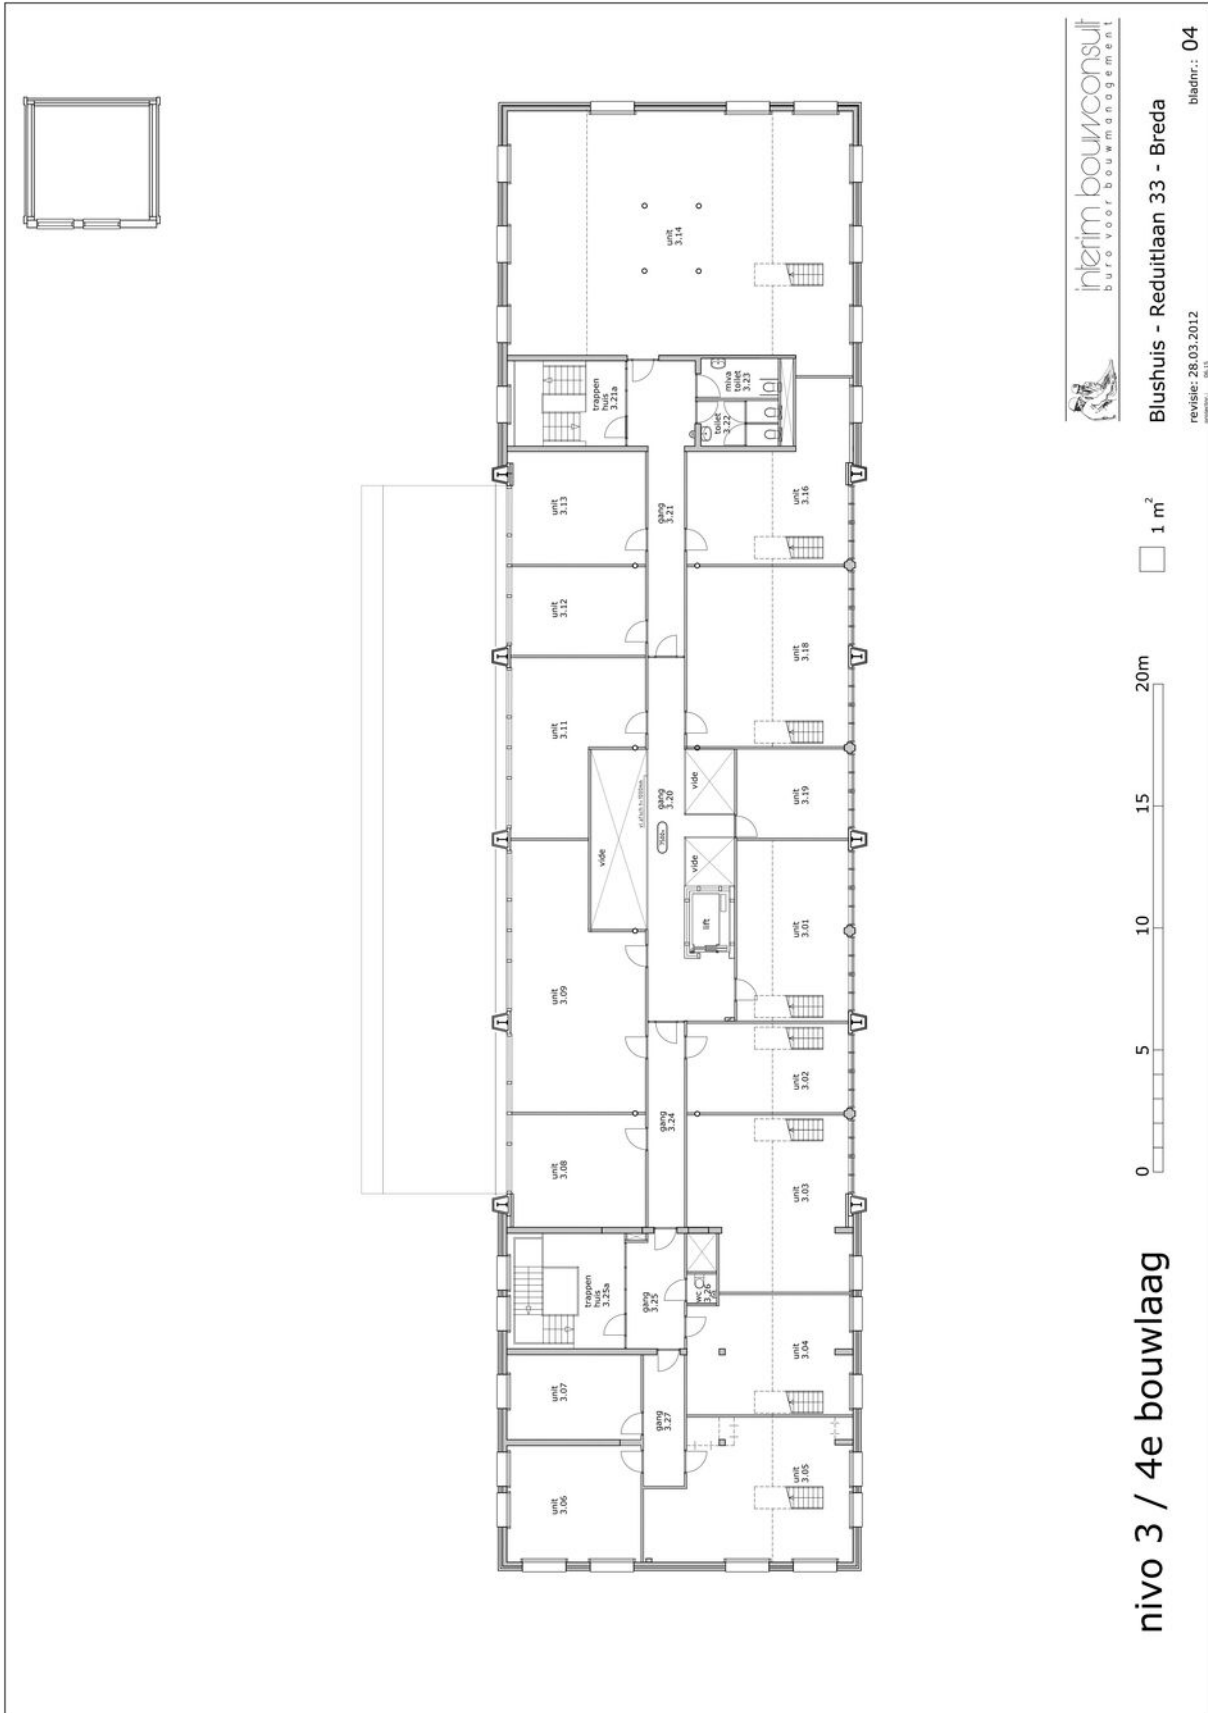 nivo 3 / 4e bouwlaag
0 5 10 15 20m
1 m²
interim bouwconsult
buro voor bouwmanagement
Blushuis - Reduitlaan 33 - Breda
revisie: 28.03.2012
bladnr.: 04
unit
3.06
unit
3.07
trappen
huis
3.25a
unit
3.08
unit
3.09
vide
unit
3.11
unit
3.12
unit
3.13
trappen
huis
3.21a
unit
3.14
gang
3.27
gang
3.25
gang
3.24
gang
3.20
gang
3.21
wc
3.26
lift
vide
vide
toilet
3.22
miva
toilet
3.23
unit
3.05
unit
3.04
unit
3.03
unit
3.02
unit
3.01
unit
3.19
unit
3.18
unit
3.16